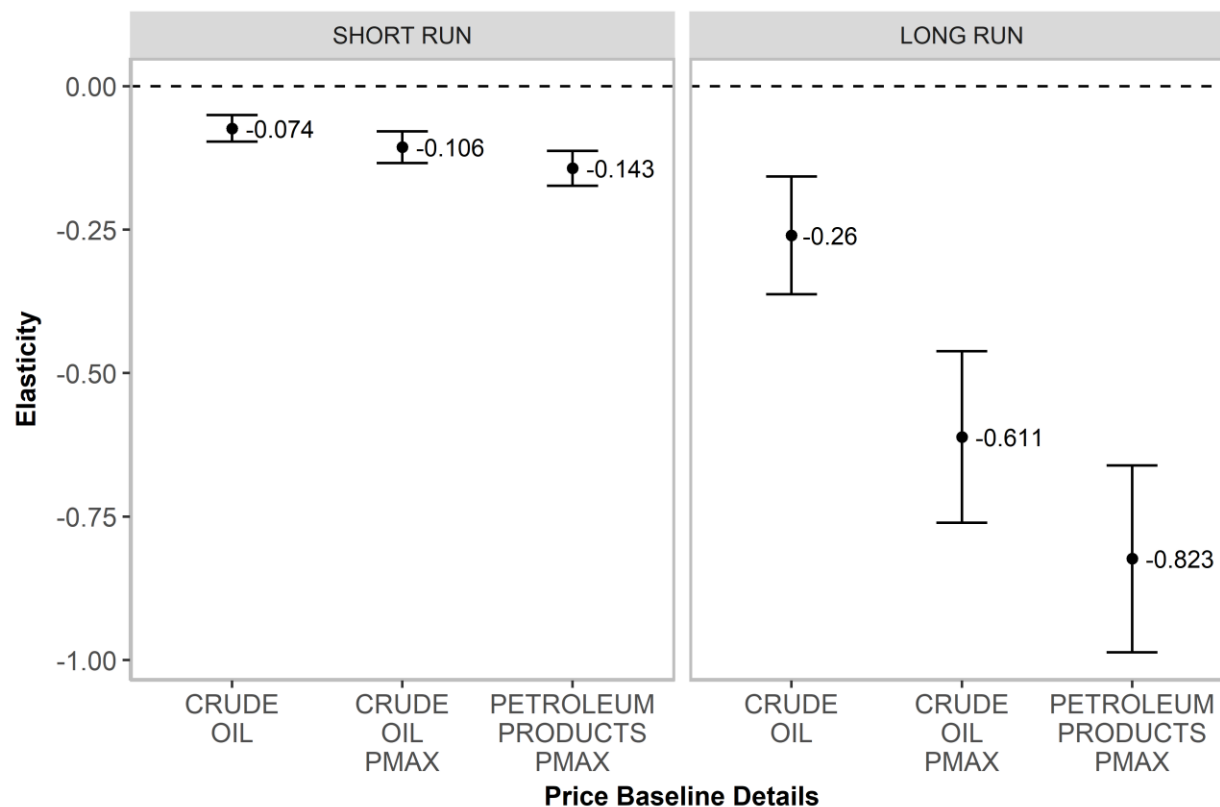 SHORT RUN
LONG RUN
Elasticity
0.00
-0.25
-0.50
-0.75
-1.00
-0.074
-0.106
-0.143
-0.26
-0.611
-0.823
CRUDE
OIL
CRUDE
OIL
PMAX
PETROLEUM
PRODUCTS
PMAX
CRUDE
OIL
CRUDE
OIL
PMAX
PETROLEUM
PRODUCTS
PMAX
Price Baseline Details